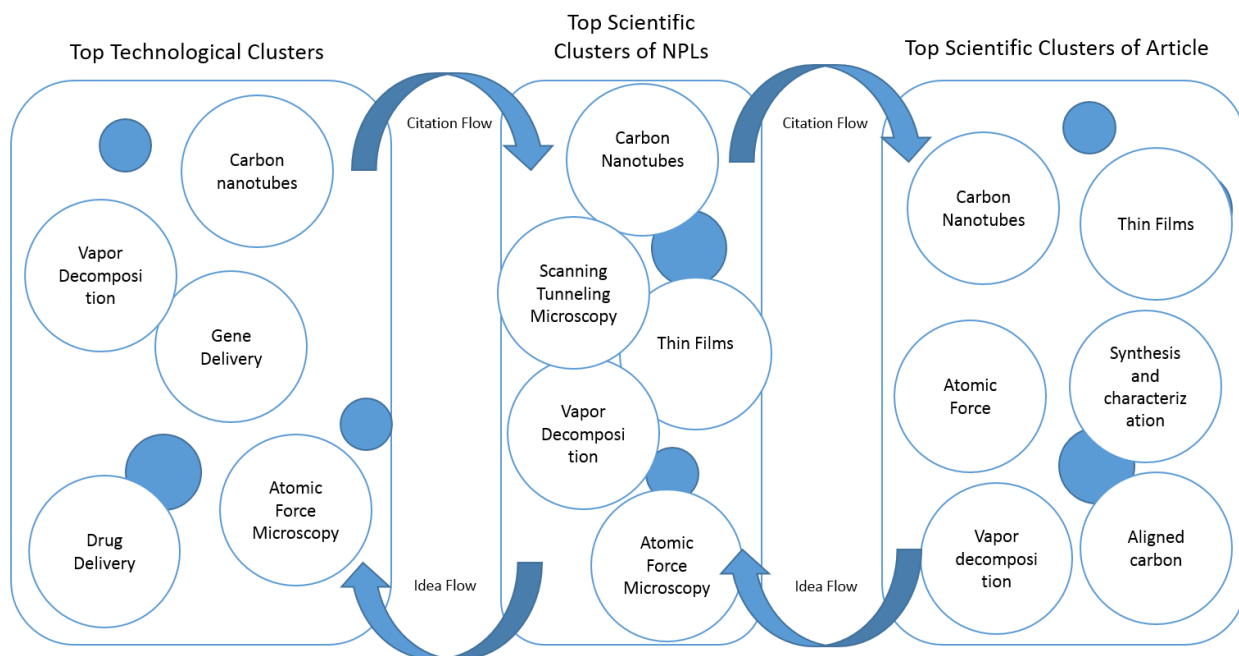 Top Technological Clusters
Carbon
nanotubes
Vapor
Decomposi
tion
Gene
Delivery
Atomic
Force
Microscopy
Drug
Delivery
Citation Flow
Idea Flow
Top Scientific
Clusters of NPLs
Carbon
Nanotubes
Scanning
Tunneling
Microscopy
Thin Films
Vapor
Decomposi
tion
Atomic
Force
Microscopy
Citation Flow
Idea Flow
Top Scientific Clusters of Article
Carbon
Nanotubes
Thin Films
Atomic
Force
Synthesis
and
characteriz
ation
Vapor
decomposi
tion
Aligned
carbon